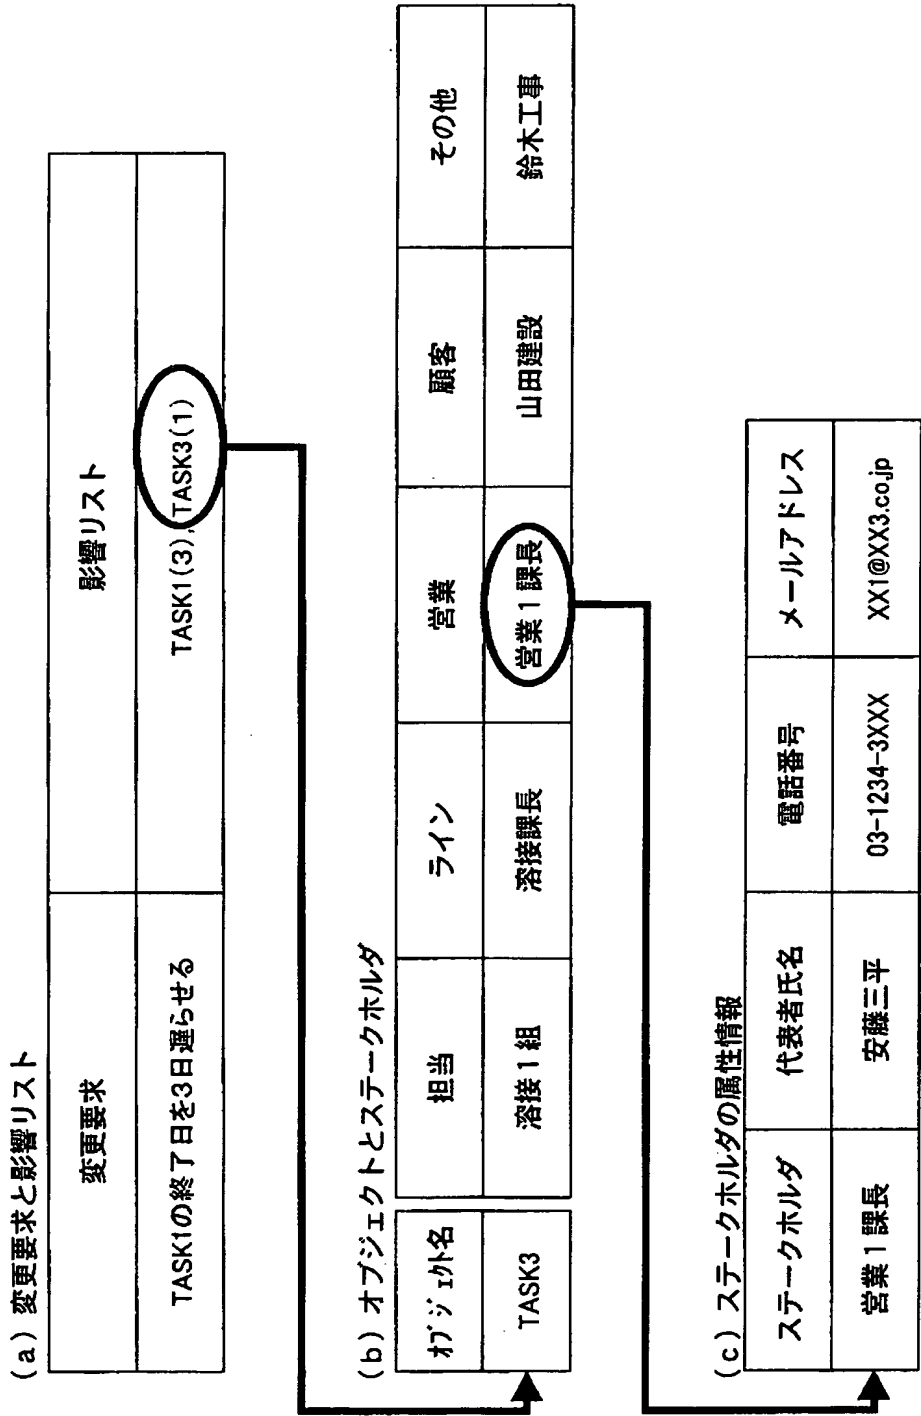 (a) 変更要求と影響リスト
変更要求 影響リスト
TASK1の終了日を3日遅らせる TASK1(3), TASK3(1)
(b) オブジェクトとステークホルダ
ｵﾌﾞｼﾞｪｸﾄ名 担当 ライン 営業 顧客 その他
TASK3 溶接1組 溶接課長 営業1課長 山田建設 鈴木工事
(c) ステークホルダの属性情報
ステークホルダ 代表者氏名 電話番号 メールアドレス
営業1課長 安藤三平 03-1234-3XXX XX1@XX3.co.jp